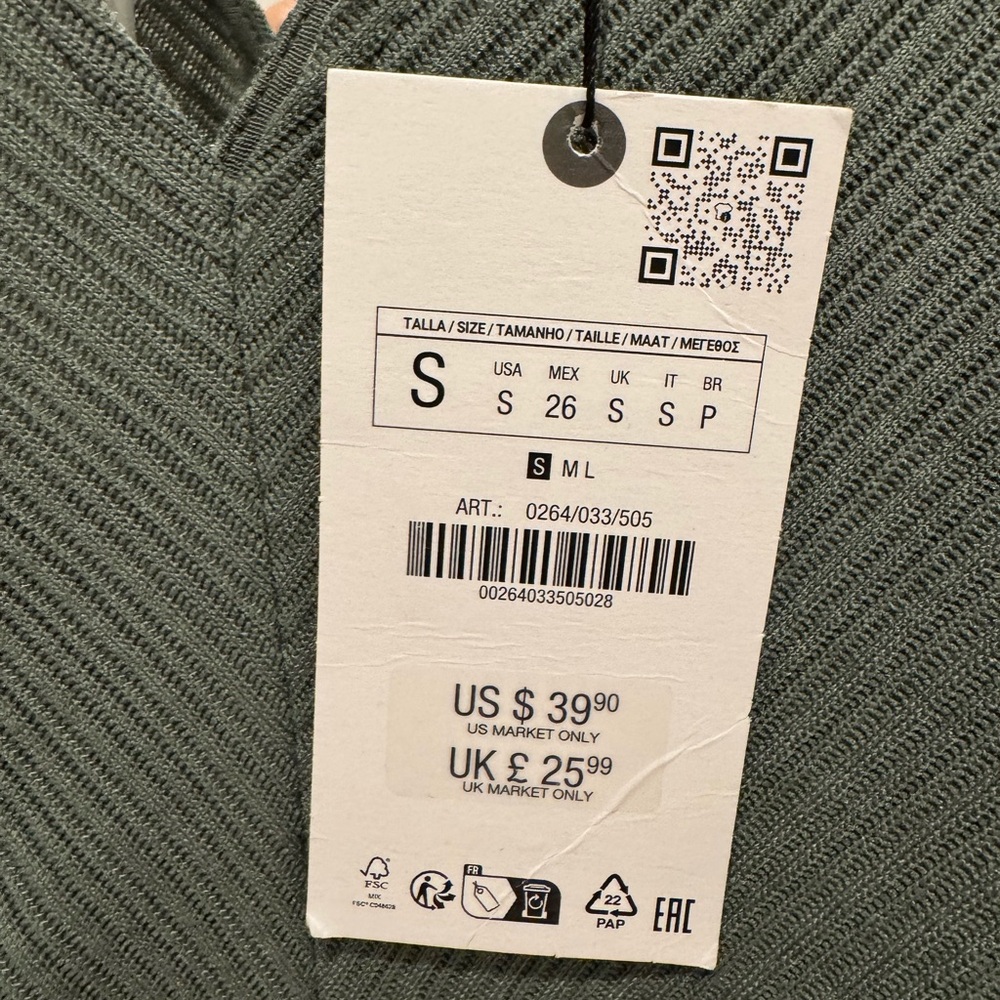 TALLA / SIZE / TAMANHO / TAILLE / MAAT / ΜΕΓΕΘΟΣ
S
USA MEX UK IT BR
S 26 S S P
S M L
ART.: 0264/033/505
00264033505028
US $ 39 90
US MARKET ONLY
UK £ 25 99
UK MARKET ONLY
FSC
MIX
FR
22
PAP
EAC